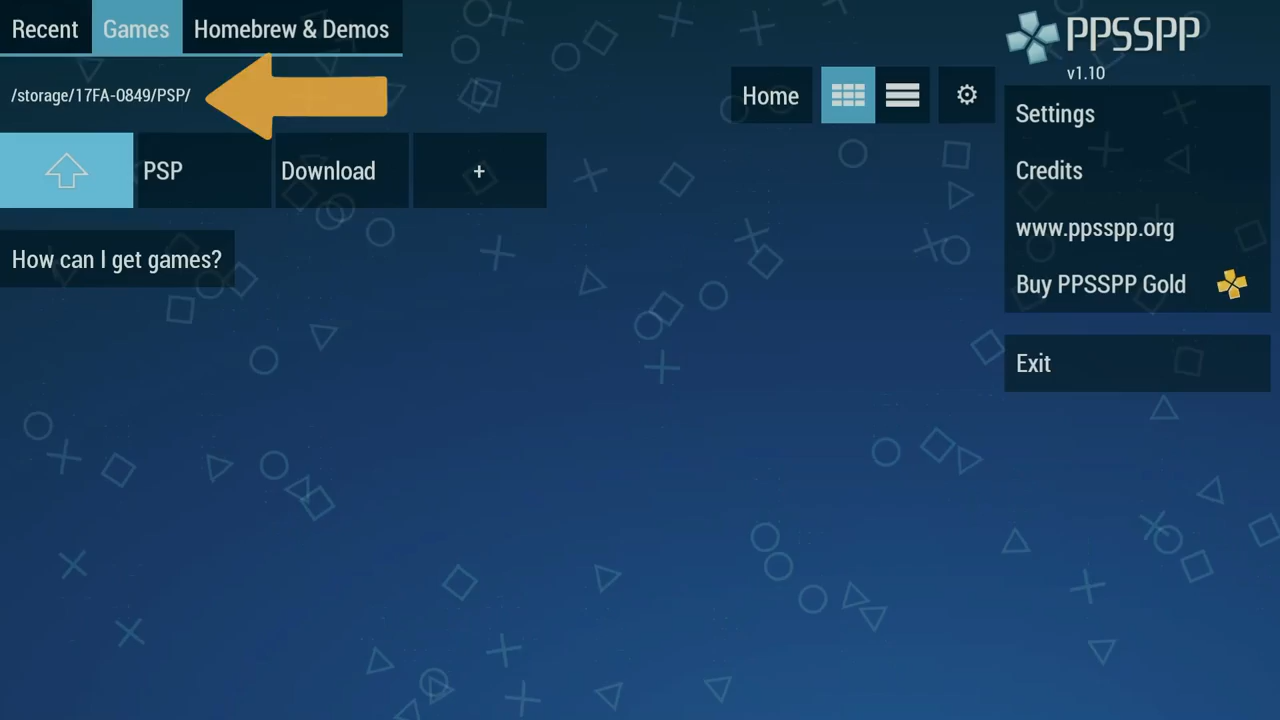 Recent Games Homebrew & Demos
/storage/17FA-0849/PSP/
Home
PSP Download +
How can I get games?
PPSSPP
v1.10
Settings
Credits
www.ppsspp.org
Buy PPSSPP Gold
Exit